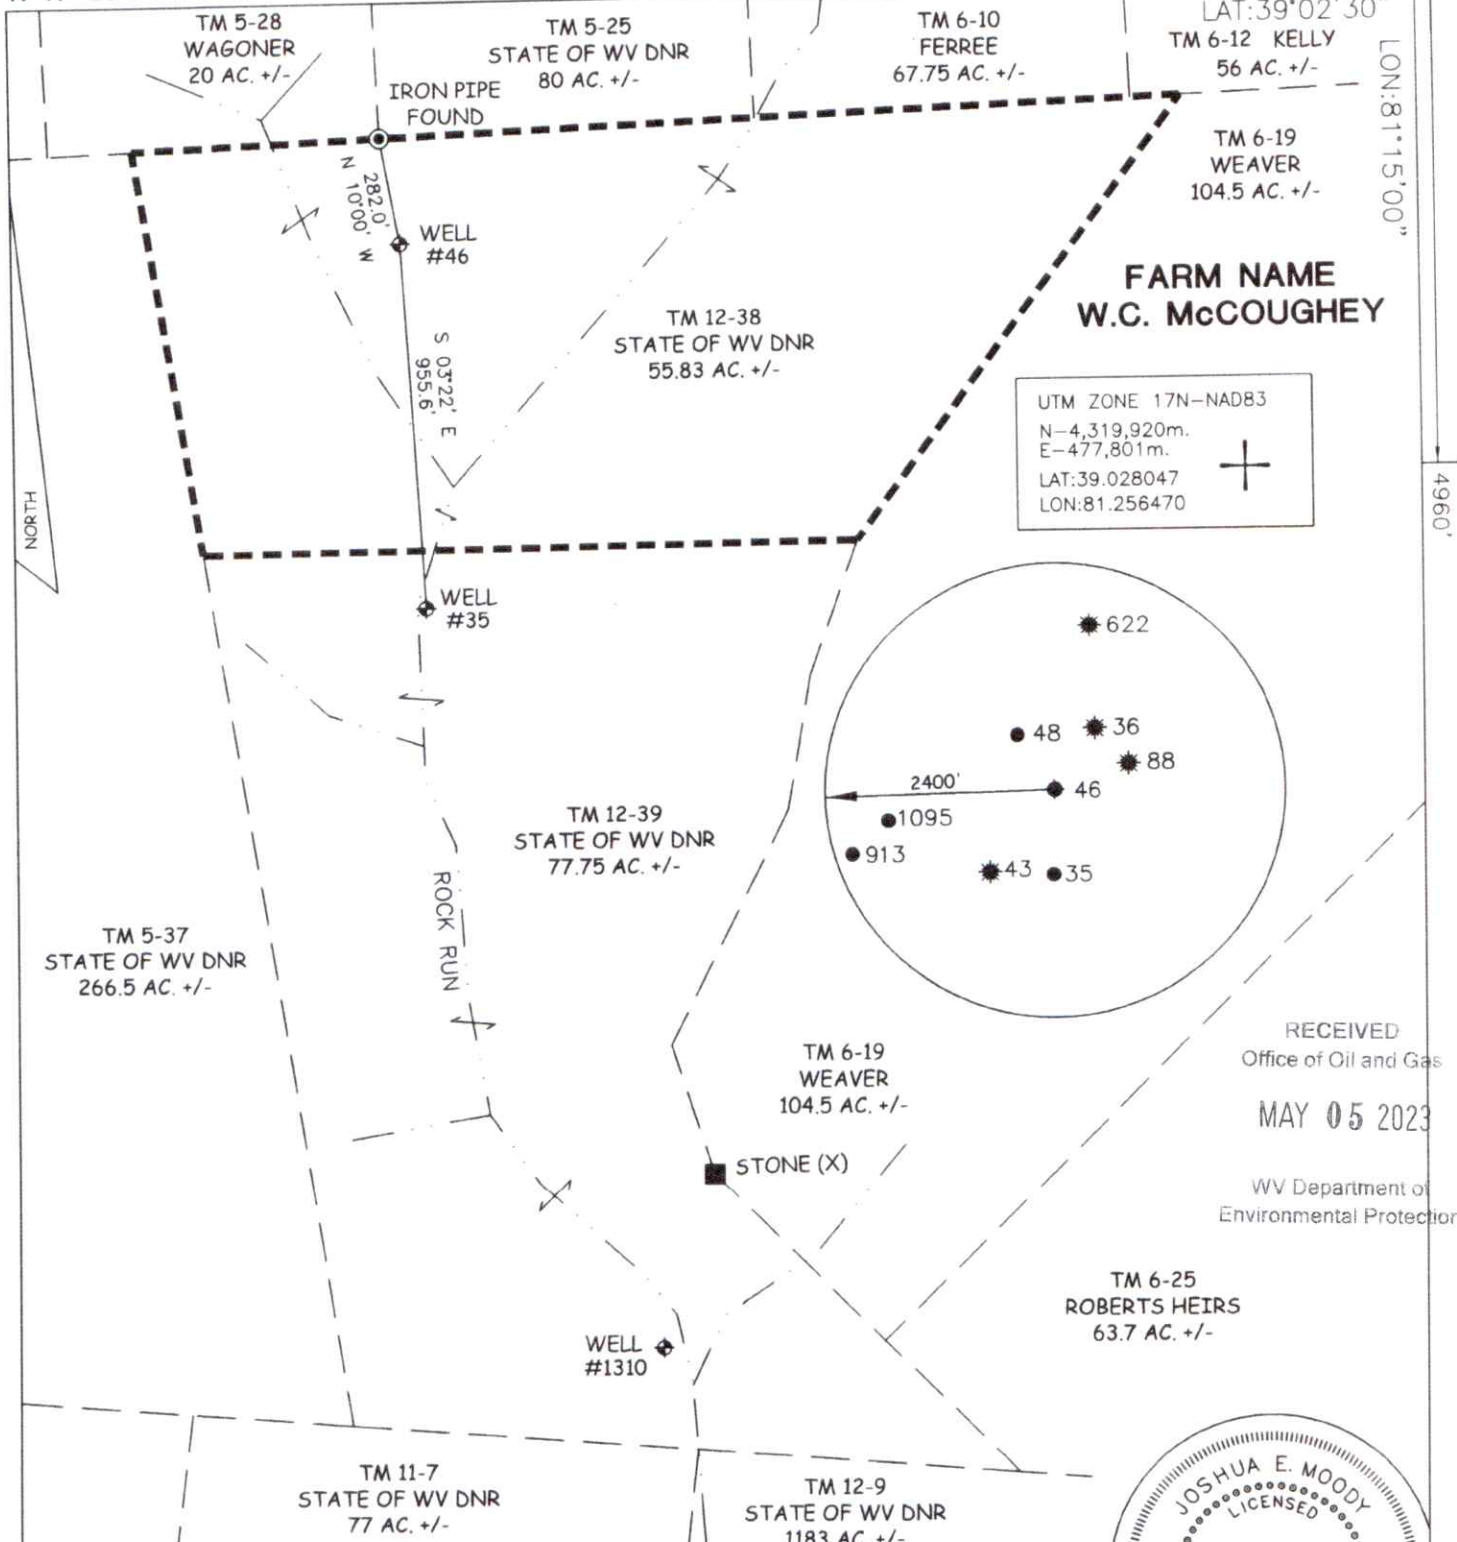 LAT:39°02'30"
TM 5-28
WAGONER
20 AC. +/-
TM 5-25
STATE OF WV DNR
80 AC. +/-
TM 6-10
FERREE
67.75 AC. +/-
TM 6-12 KELLY
56 AC. +/-
LON:81°15'00"
IRON PIPE
FOUND
TM 6-19
WEAVER
104.5 AC. +/-
282.0'
N 10°00' W
WELL
#46
FARM NAME
W.C. McCOUGHEY
TM 12-38
STATE OF WV DNR
55.83 AC. +/-
S 03°22' E
955.6'
UTM ZONE 17N-NAD83
N-4,319,920m.
E-477,801m.
LAT:39.028047
LON:81.256470
4960'
NORTH
WELL
#35
622
48
36
88
2400'
46
1095
913
43
35
TM 12-39
STATE OF WV DNR
77.75 AC. +/-
ROCK RUN
TM 5-37
STATE OF WV DNR
266.5 AC. +/-
RECEIVED
Office of Oil and Gas
MAY 05 2023
WV Department of
Environmental Protection
TM 6-19
WEAVER
104.5 AC. +/-
STONE (X)
TM 6-25
ROBERTS HEIRS
63.7 AC. +/-
WELL
#1310
TM 11-7
STATE OF WV DNR
77 AC. +/-
TM 12-9
STATE OF WV DNR
1183 AC. +/-
JOSHUA E. MOODY
LICENSED